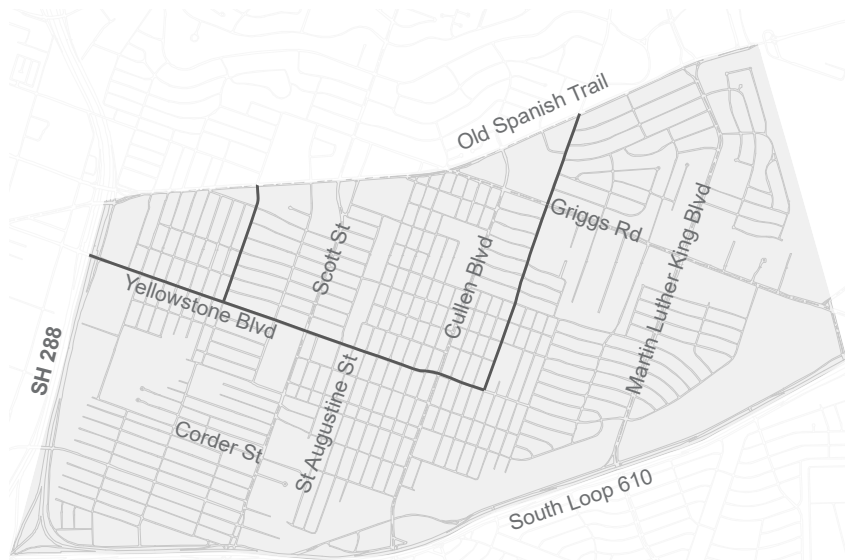 Old Spanish Trail
Griggs Rd
Scott St
Cullen Blvd
Martin Luther King Blvd
Yellowstone Blvd
SH 288
St Augustine St
Corder St
South Loop 610